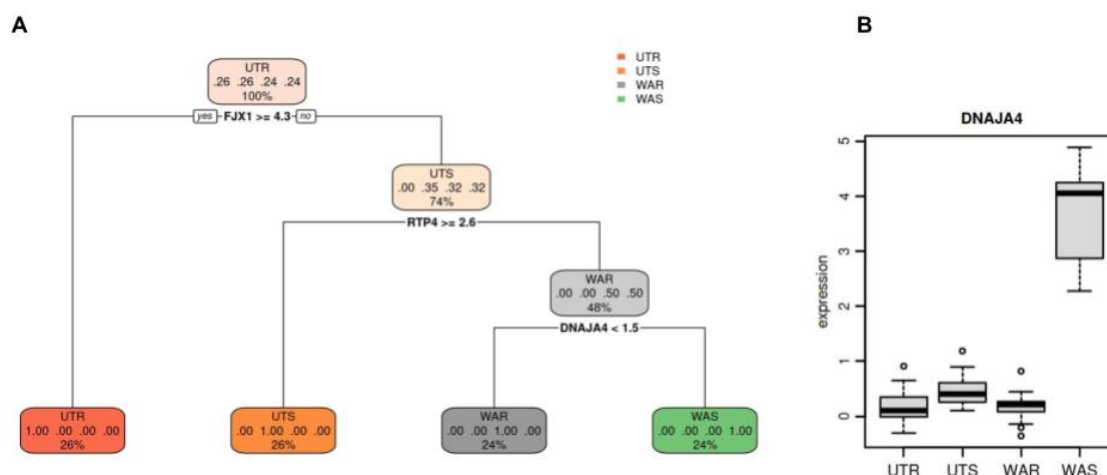 A
B
UTR
.26 .26 .24 .24
100%
yes FJX1 >= 4.3 no
UTR
UTS
WAR
WAS
UTS
.00 .35 .32 .32
74%
RTP4 >= 2.6
WAR
.00 .00 .50 .50
48%
DNAJA4 < 1.5
UTR
1.00 .00 .00 .00
26%
UTS
.00 1.00 .00 .00
26%
WAR
.00 .00 1.00 .00
24%
WAS
.00 .00 .00 1.00
24%
DNAJA4
expression
5
4
3
2
1
0
UTR UTS WAR WAS